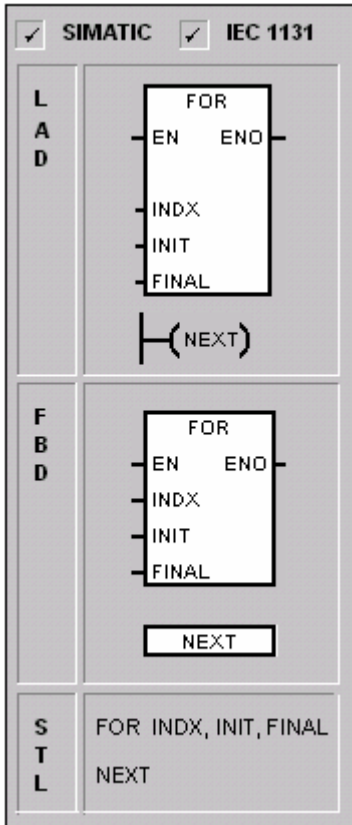 ✓ SIMATIC ✓ IEC 1131
L
A
D
FOR
EN ENO
INDX
INIT
FINAL
(NEXT)
F
B
D
FOR
EN ENO
INDX
INIT
FINAL
NEXT
S
T
L
FOR INDX, INIT, FINAL
NEXT